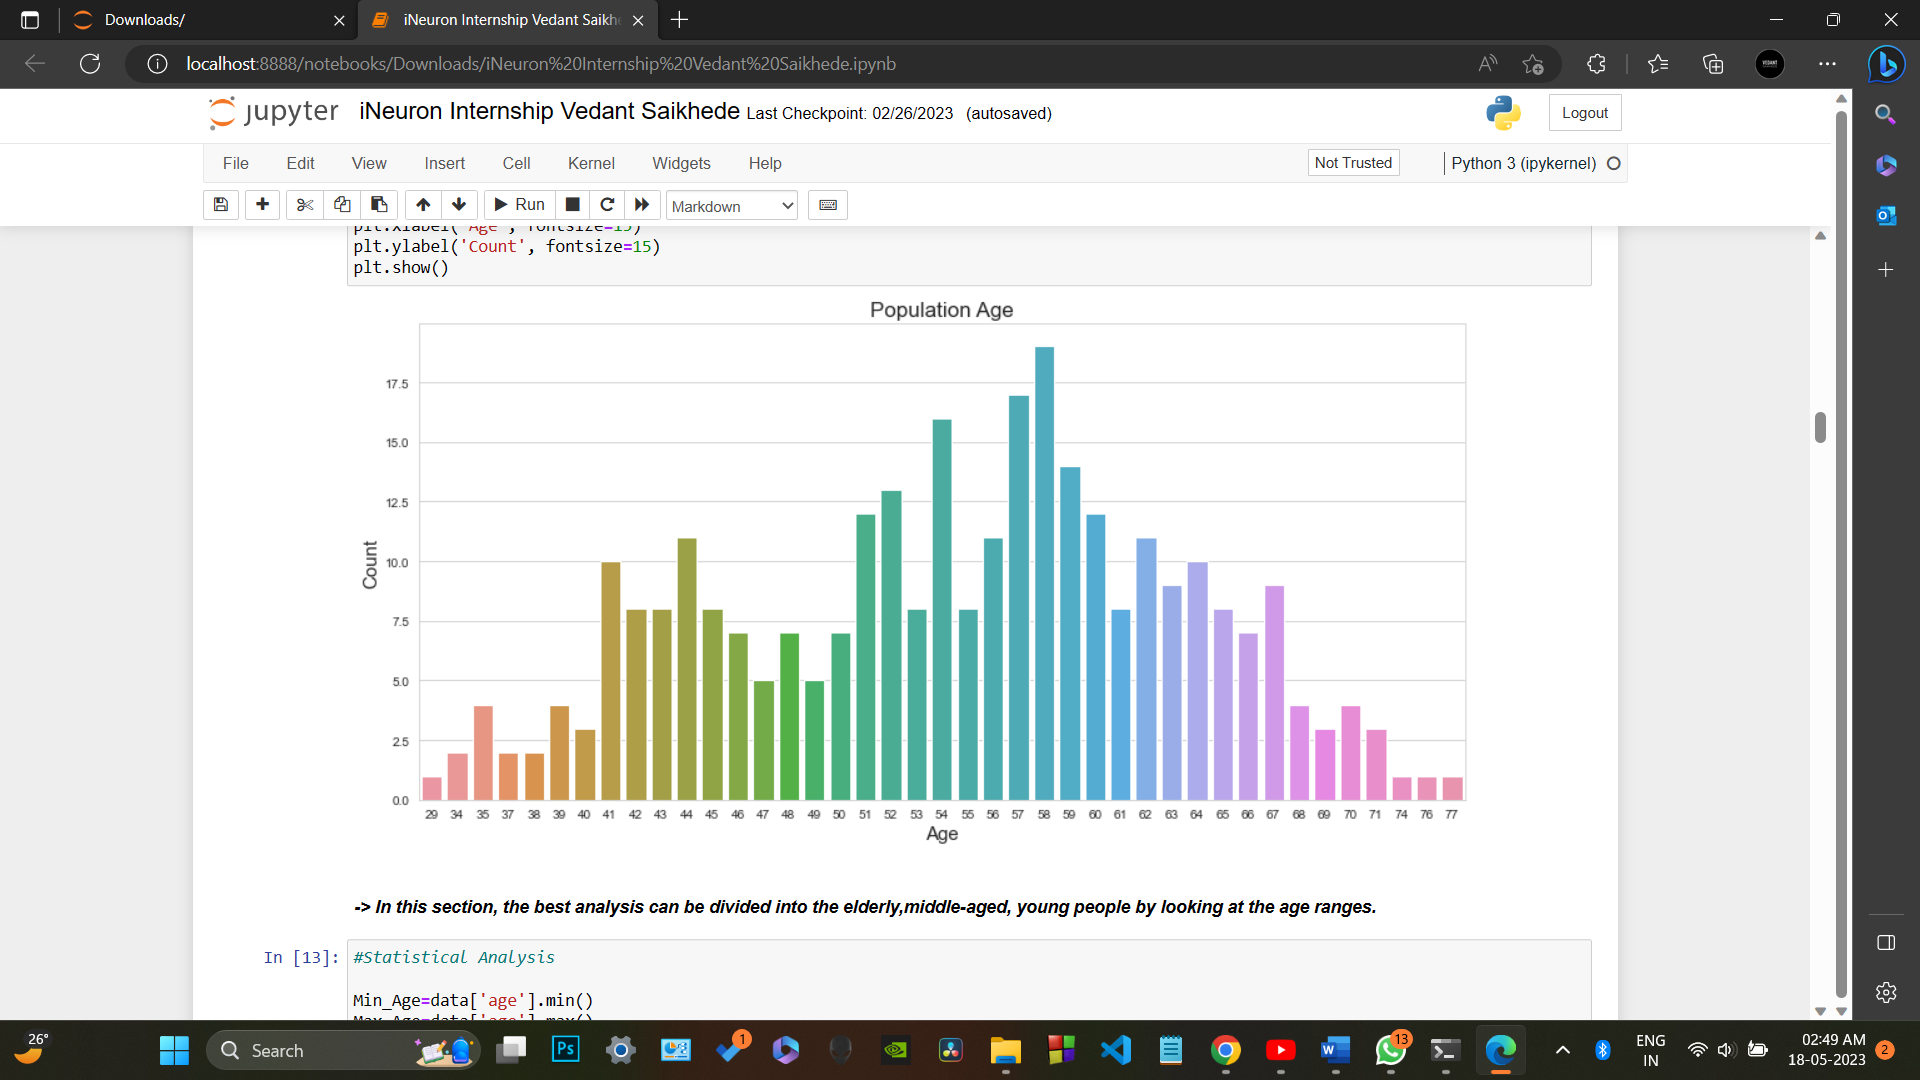 Downloads/
iNeuron Internship Vedant Saikh
localhost:8888/notebooks/Downloads/iNeuron%20Internship%20Vedant%20Saikhede.ipynb
jupyter iNeuron Internship Vedant Saikhede Last Checkpoint: 02/26/2023 (autosaved)
Logout
File Edit View Insert Cell Kernel Widgets Help
Not Trusted
Python 3 (ipykernel)
Run
Markdown
plt.xlabel('Age', fontsize=15)
plt.ylabel('Count', fontsize=15)
plt.show()
Population Age
17.5
15.0
12.5
10.0
7.5
5.0
2.5
0.0
Count
29 34 35 37 38 39 40 41 42 43 44 45 46 47 48 49 50 51 52 53 54 55 56 57 58 59 60 61 62 63 64 65 66 67 68 69 70 71 74 76 77
Age
-> In this section, the best analysis can be divided into the elderly,middle-aged, young people by looking at the age ranges.
In [13]: #Statistical Analysis
Min_Age=data['age'].min()
Max_Age=data['age'].max()
26°
Search
Ps
1
13
ENG
IN
02:49 AM
18-05-2023
2